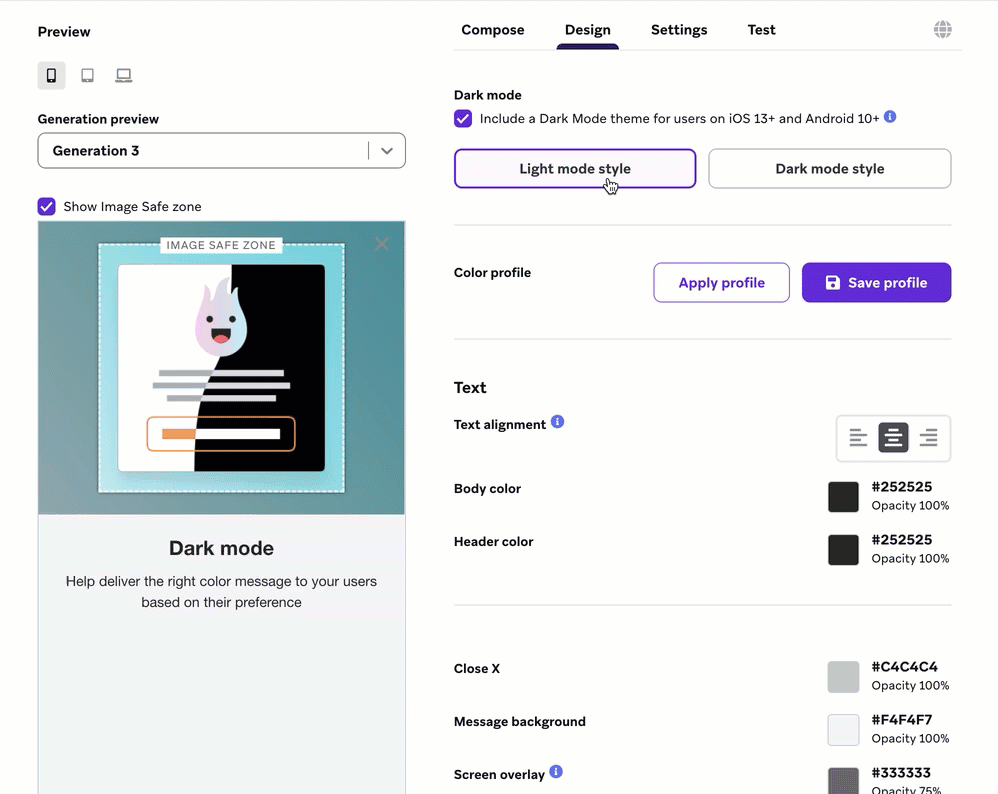 Preview
Compose
Design
Settings
Test
Generation preview
Generation 3
Show Image Safe zone
IMAGE SAFE ZONE
Dark mode
Help deliver the right color message to your users
based on their preference
Dark mode
Include a Dark Mode theme for users on iOS 13+ and Android 10+
Light mode style
Dark mode style
Color profile
Apply profile
Save profile
Text
Text alignment
Body color
#252525
Opacity 100%
Header color
#252525
Opacity 100%
Close X
#C4C4C4
Opacity 100%
Message background
#F4F4F7
Opacity 100%
Screen overlay
#333333
Opacity 75%